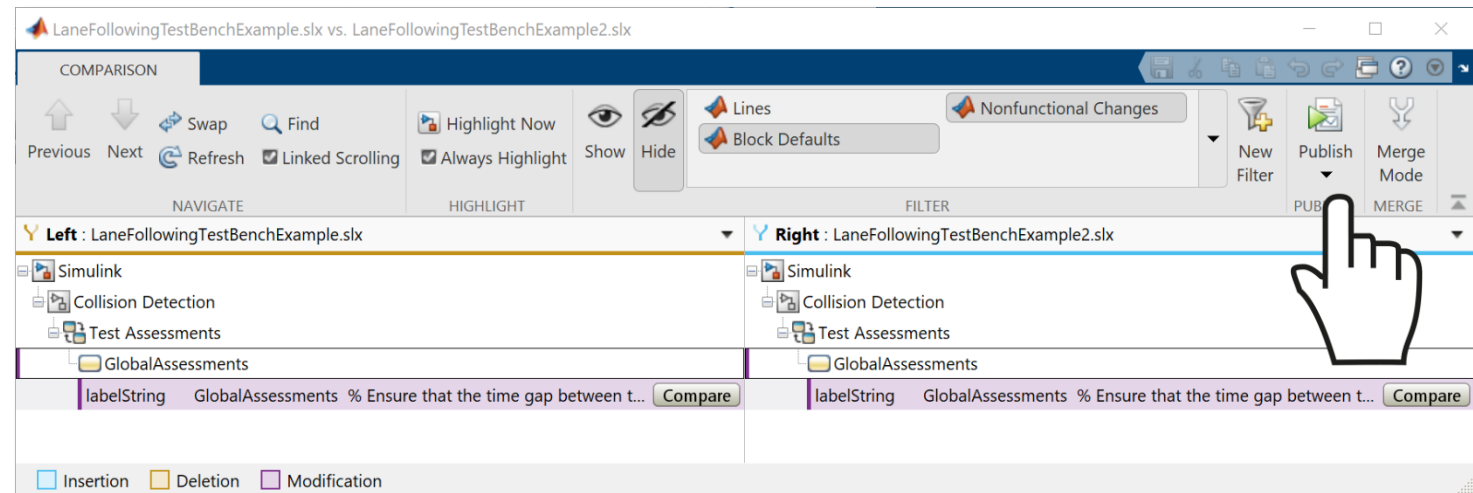 LaneFollowingTestBenchExample.slx vs. LaneFollowingTestBenchExample2.slx
COMPARISON
Previous Next Swap Find Highlight Now Show Hide Lines Nonfunctional Changes New Filter Publish Merge Mode
Refresh Linked Scrolling Always Highlight Block Defaults
NAVIGATE HIGHLIGHT FILTER PUB MERGE
Left : LaneFollowingTestBenchExample.slx
Simulink
Collision Detection
Test Assessments
GlobalAssessments
labelString GlobalAssessments % Ensure that the time gap between t... Compare
Right : LaneFollowingTestBenchExample2.slx
Simulink
Collision Detection
Test Assessments
GlobalAssessments
labelString GlobalAssessments % Ensure that the time gap between t... Compare
Insertion Deletion Modification